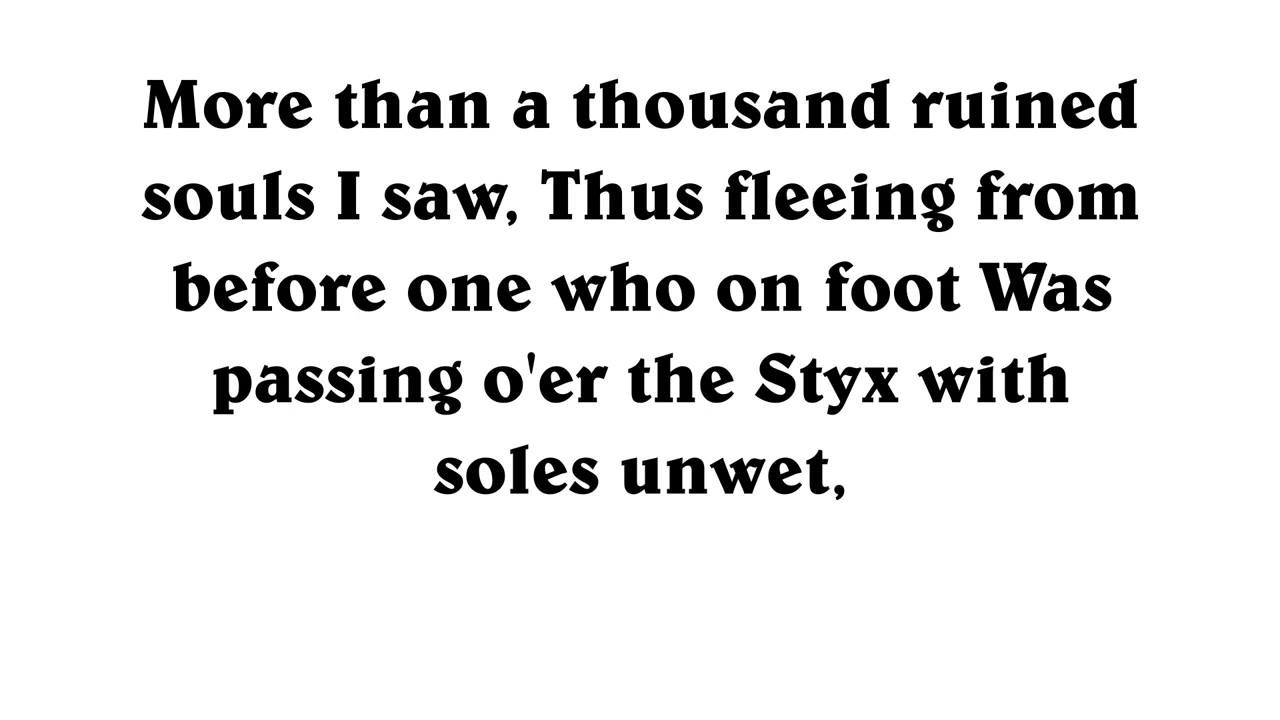 More than a thousand ruined
souls I saw, Thus fleeing from
before one who on foot Was
passing o'er the Styx with
soles unwet,